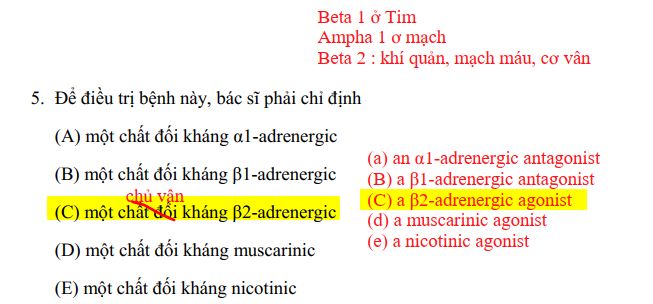 Beta 1 ở Tim
Ampha 1 ơ mạch
Beta 2 : khí quản, mạch máu, cơ vân
5. Để điều trị bệnh này, bác sĩ phải chỉ định
(A) một chất đối kháng α1-adrenergic
(B) một chất đối kháng β1-adrenergic
chủ vận
(C) một chất đối kháng β2-adrenergic
(D) một chất đối kháng muscarinic
(E) một chất đối kháng nicotinic
(a) an α1-adrenergic antagonist
(B) a β1-adrenergic antagonist
(C) a β2-adrenergic agonist
(d) a muscarinic agonist
(e) a nicotinic agonist